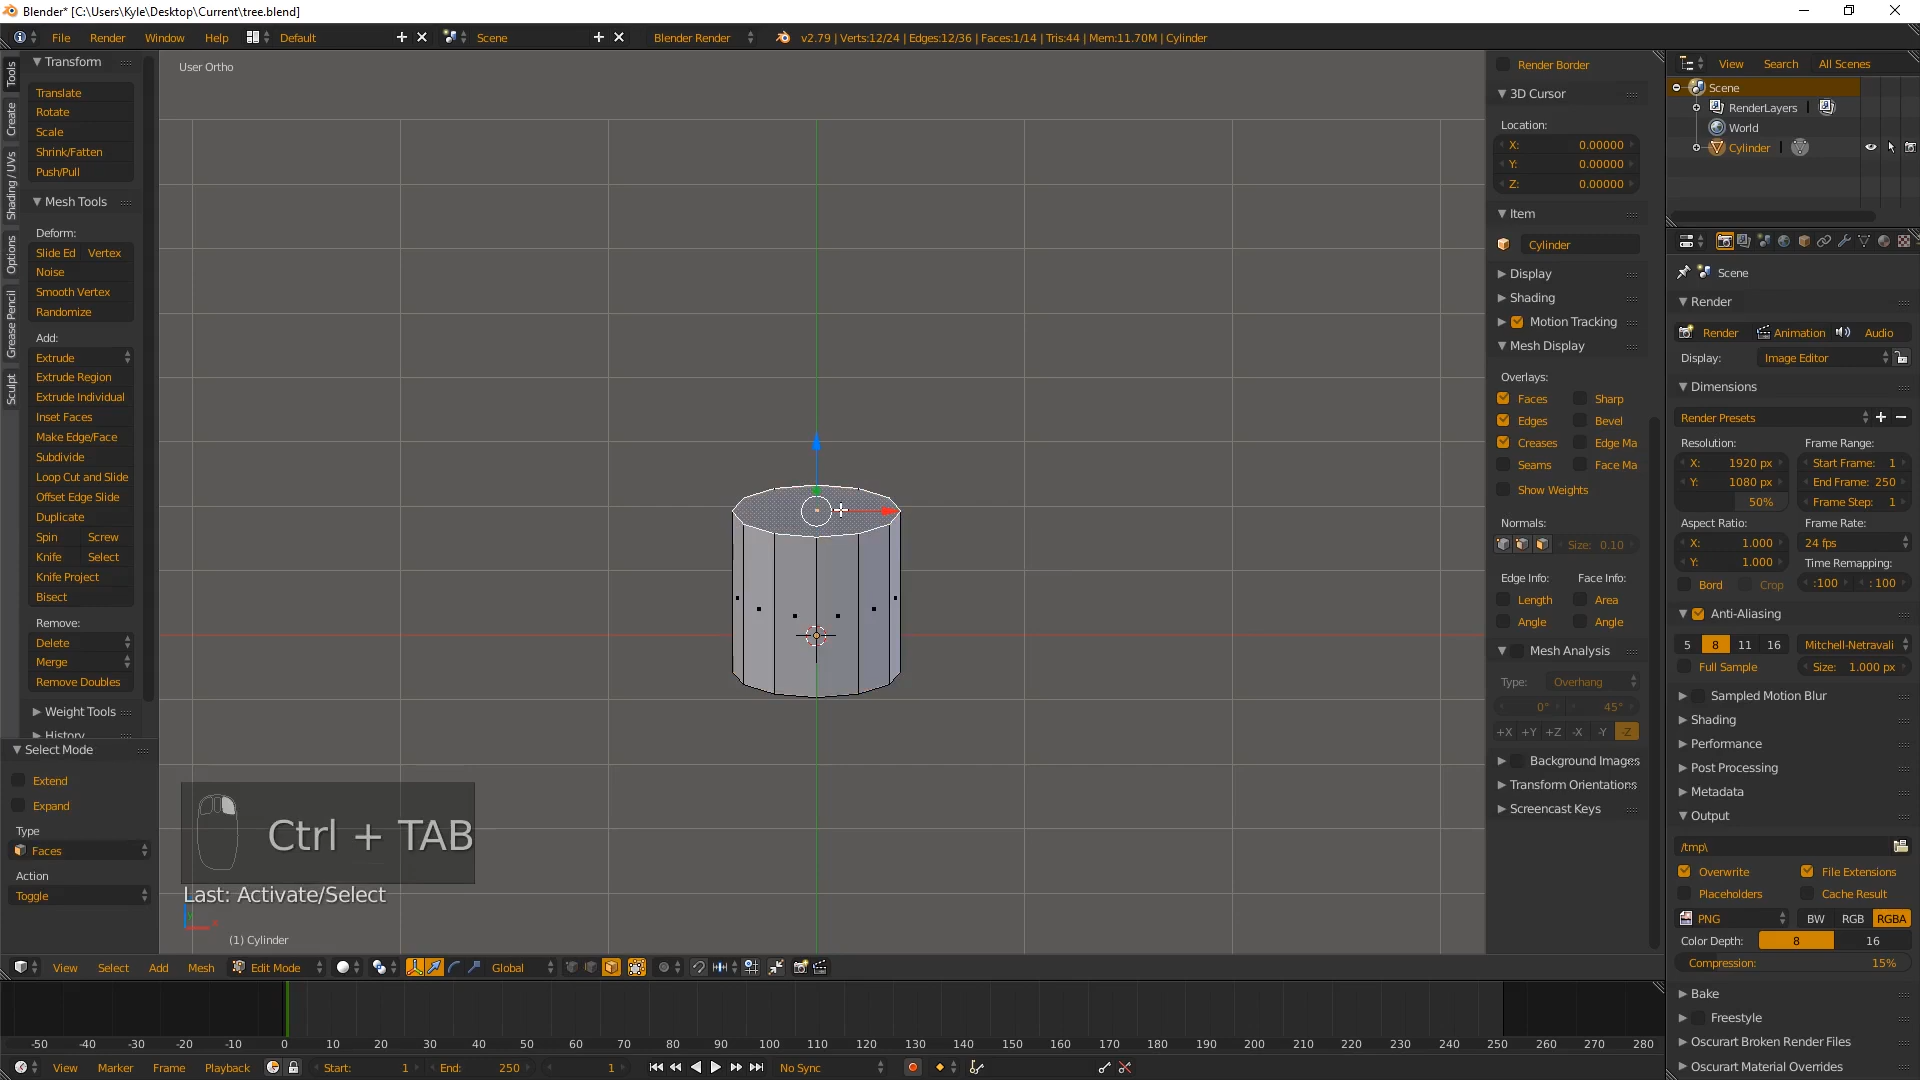 Blender* [C:\Users\Kyle\Desktop\Current\tree.blend]
File Render Window Help Default Scene Blender Render v2.79 | Verts:12/24 | Edges:12/36 | Faces:1/14 | Tris:44 | Mem:11.70M | Cylinder
Tools
Create
Shading / UVs
Options
Grease Pencil
Sculpt
Transform
Translate
Rotate
Scale
Shrink/Fatten
Push/Pull
Mesh Tools
Deform:
Slide Ed Vertex
Noise
Smooth Vertex
Randomize
Add:
Extrude
Extrude Region
Extrude Individual
Inset Faces
Make Edge/Face
Subdivide
Loop Cut and Slide
Offset Edge Slide
Duplicate
Spin Screw
Knife Select
Knife Project
Bisect
Remove:
Delete
Merge
Remove Doubles
Weight Tools
History
Select Mode
Extend
Expand
Type
Faces
Action
Toggle
User Ortho
Ctrl + TAB
Last: Activate/Select
(1) Cylinder
Render Border
3D Cursor
Location:
X: 0.00000
Y: 0.00000
Z: 0.00000
Item
Cylinder
Display
Shading
Motion Tracking
Mesh Display
Overlays:
Faces Sharp
Edges Bevel
Creases Edge Ma
Seams Face Ma
Show Weights
Normals:
Size: 0.10
Edge Info: Face Info:
Length Area
Angle Angle
Mesh Analysis
Type: Overhang
0° 45°
+X +Y +Z -X -Y -Z
Background Images
Transform Orientations
Screencast Keys
View Search All Scenes
Scene
RenderLayers
World
Cylinder
Scene
Render
Render Animation Audio
Display: Image Editor
Dimensions
Render Presets
Resolution: Frame Range:
X: 1920 px Start Frame: 1
Y: 1080 px End Frame: 250
50% Frame Step: 1
Aspect Ratio: Frame Rate:
X: 1.000 24 fps
Y: 1.000 Time Remapping:
Bord Crop :100 :100
Anti-Aliasing
5 8 11 16 Mitchell-Netravali
Full Sample Size: 1.000 px
Sampled Motion Blur
Shading
Performance
Post Processing
Metadata
Output
/tmp\
Overwrite File Extensions
Placeholders Cache Result
PNG BW RGB RGBA
Color Depth: 8 16
Compression: 15%
Bake
Freestyle
Oscurart Broken Render Files
Oscurart Material Overrides
View Select Add Mesh Edit Mode Global
-50 -40 -30 -20 -10 0 10 20 30 40 50 60 70 80 90 100 110 120 130 140 150 160 170 180 190 200 210 220 230 240 250 260 270 280
View Marker Frame Playback Start: 1 End: 250 1 No Sync